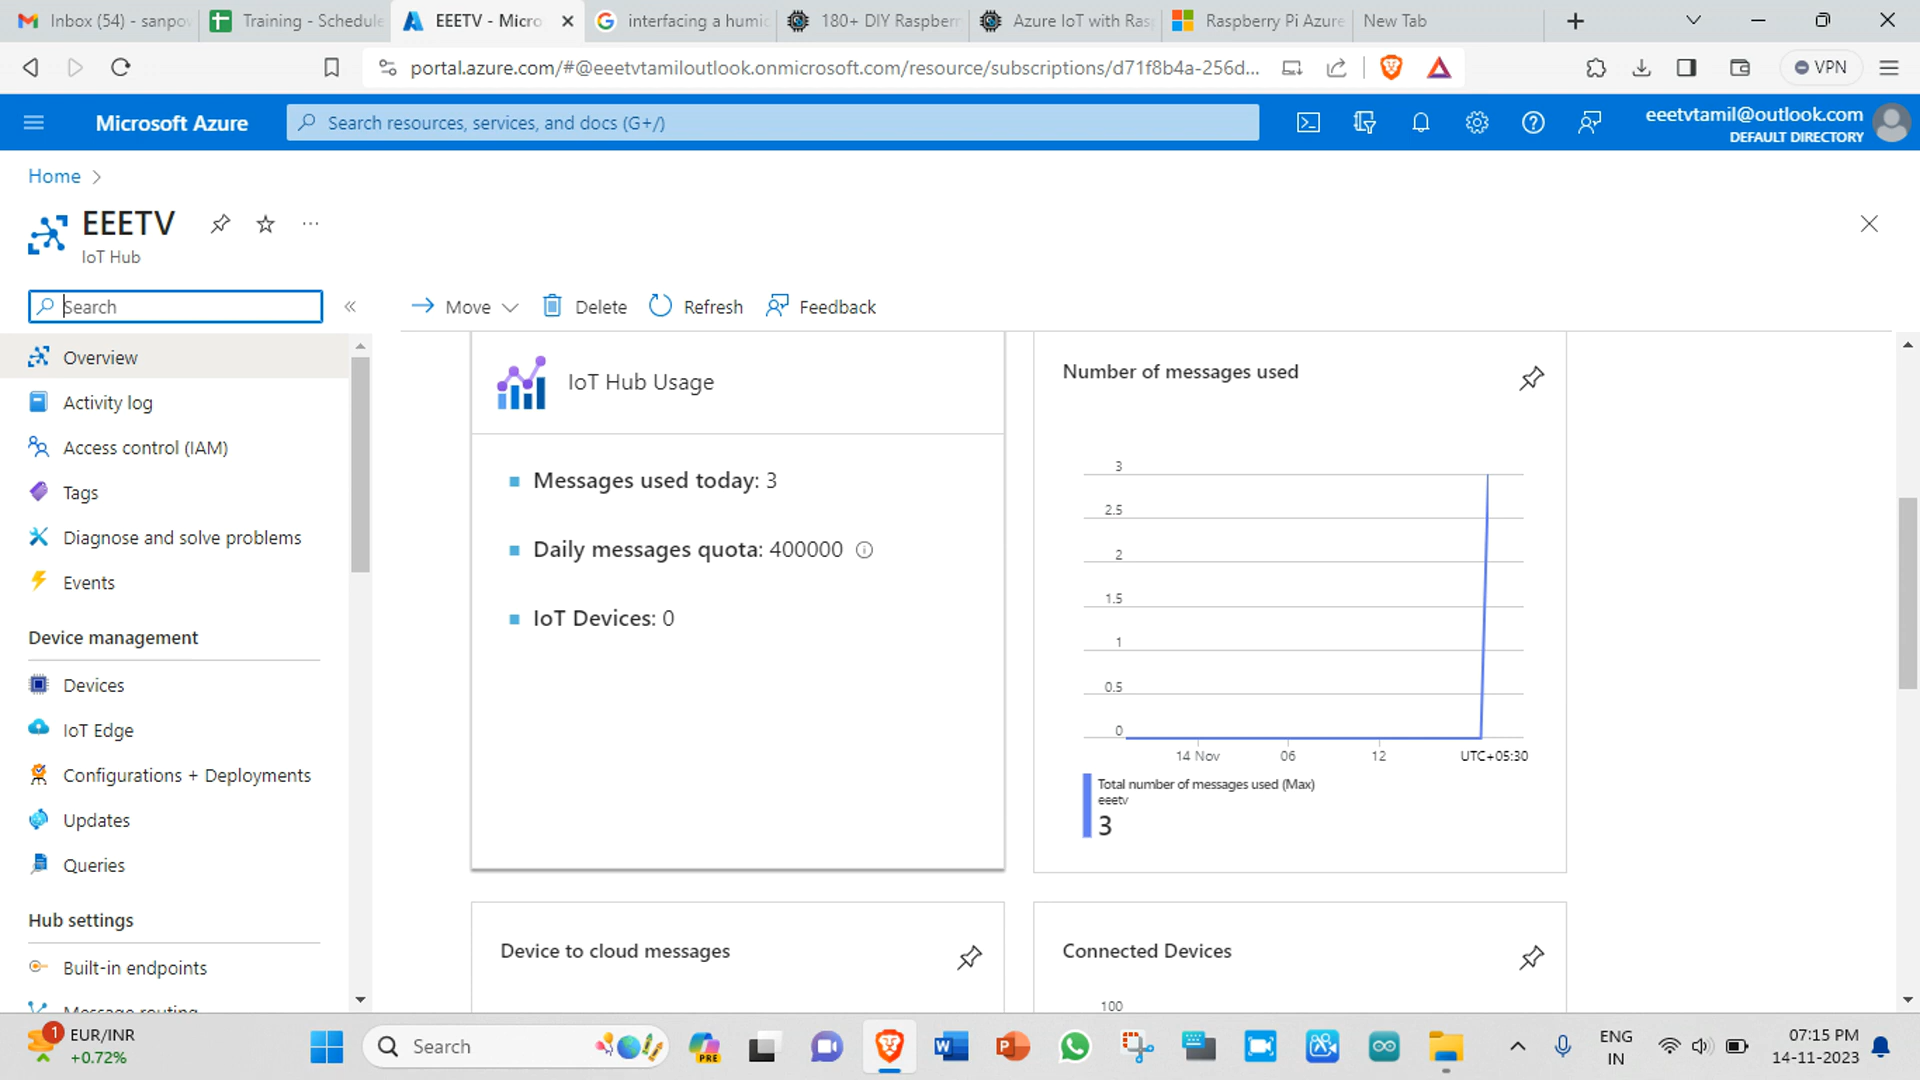 Inbox (54) - sanpov
Training - Schedule
EEETV - Micro
interfacing a humi
180+ DIY Raspberr
Azure IoT with Ras
Raspberry Pi Azure
New Tab
portal.azure.com/#@eeetvtamiloutlook.onmicrosoft.com/resource/subscriptions/d71f8b4a-256d...
VPN
Microsoft Azure
Search resources, services, and docs (G+/)
eeetvtamil@outlook.com
DEFAULT DIRECTORY
Home
EEETV
IoT Hub
Search
Move
Delete
Refresh
Feedback
Overview
Activity log
Access control (IAM)
Tags
Diagnose and solve problems
Events
Device management
Devices
IoT Edge
Configurations + Deployments
Updates
Queries
Hub settings
Built-in endpoints
Message routing
IoT Hub Usage
Messages used today: 3
Daily messages quota: 400000
IoT Devices: 0
Number of messages used
3
2.5
2
1.5
1
0.5
0
14 Nov
06
12
UTC+05:30
Total number of messages used (Max)
eeetv
3
Device to cloud messages
Connected Devices
100
1
EUR/INR
+0.72%
Search
PRE
ENG
IN
07:15 PM
14-11-2023